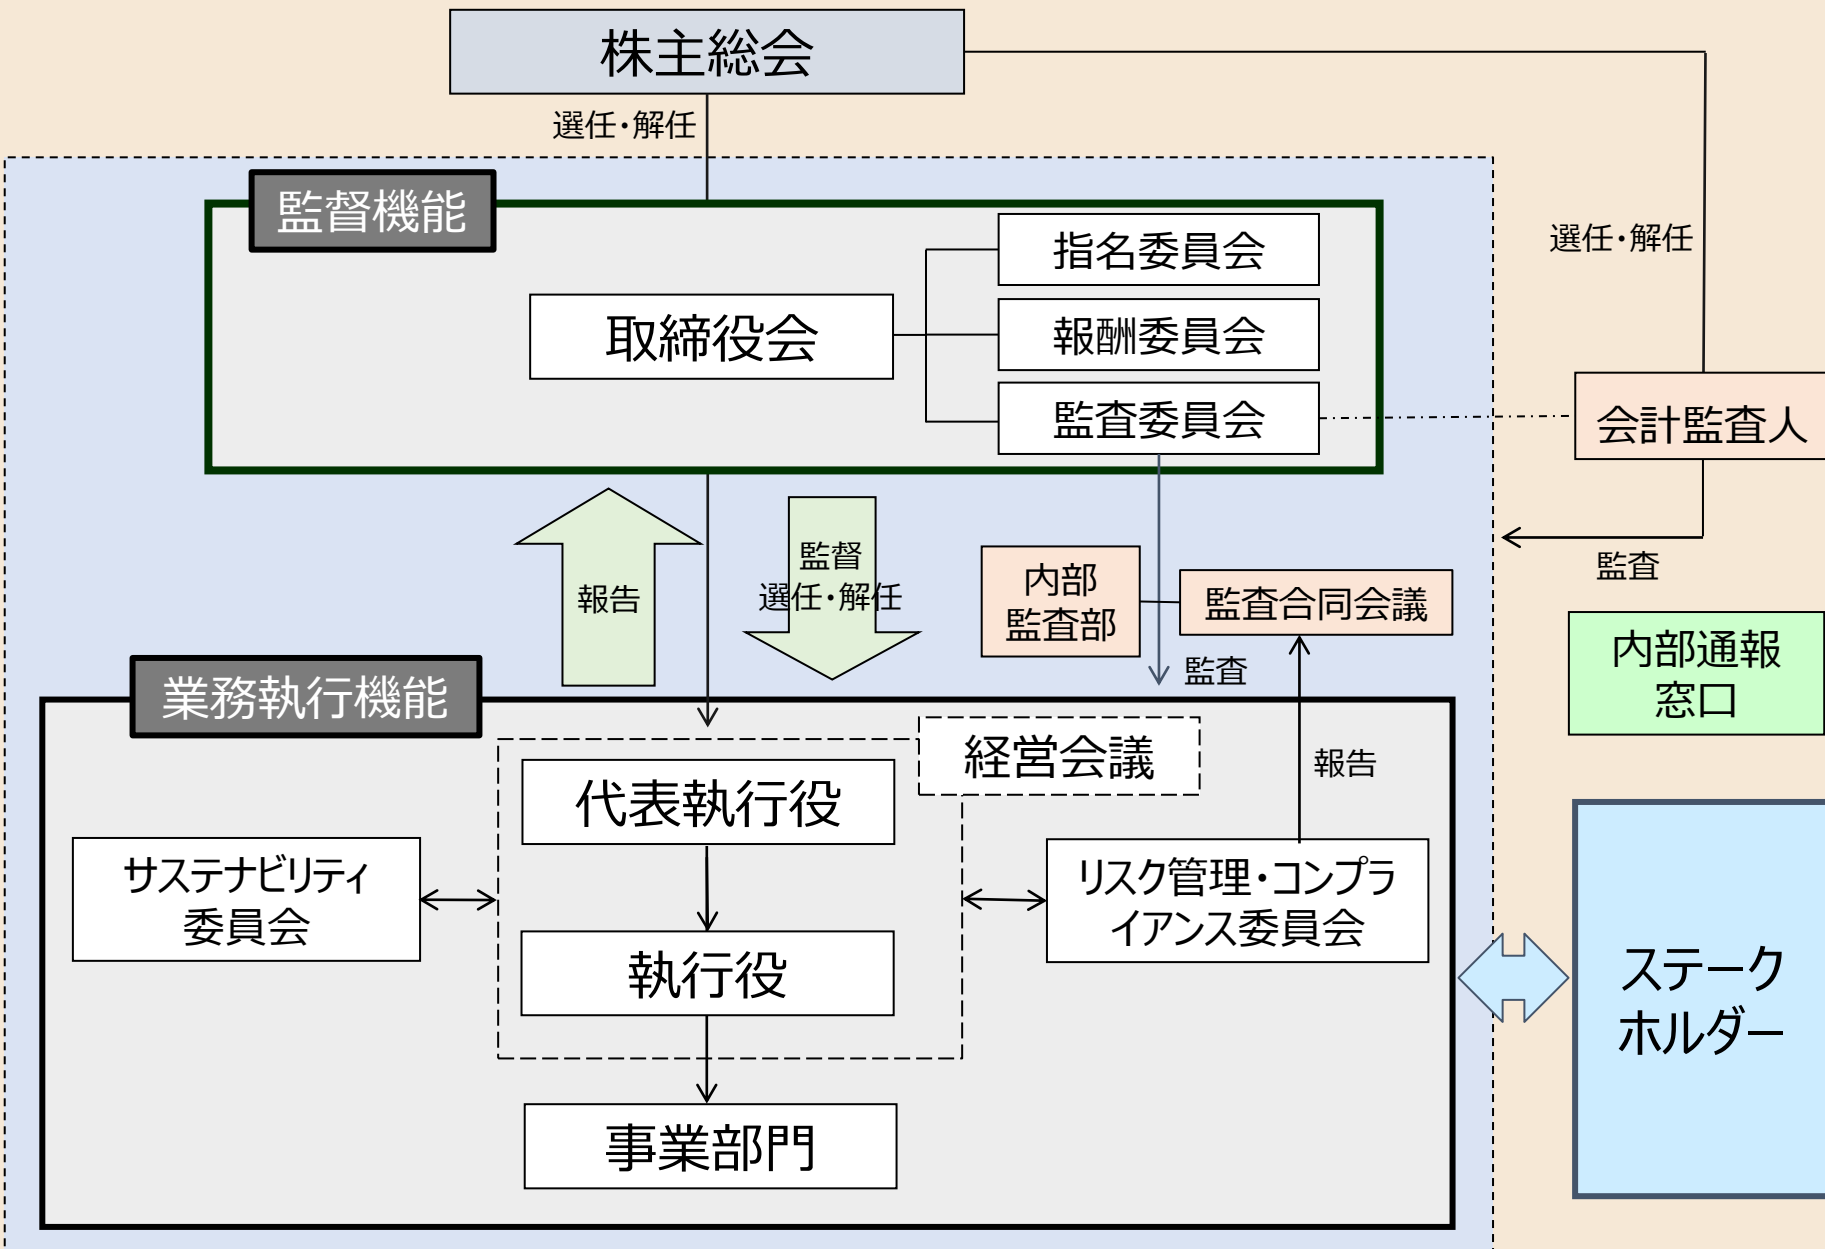 株主総会
選任・解任
監督機能
指名委員会
選任・解任
取締役会
報酬委員会
監査委員会
会計監査人
監督
選任・解任
報告
内部
監査部
監査合同会議
監査
監査
内部通報
窓口
業務執行機能
経営会議
報告
代表執行役
サステナビリティ
委員会
リスク管理・コンプラ
イアンス委員会
執行役
ステーク
ホルダー
事業部門